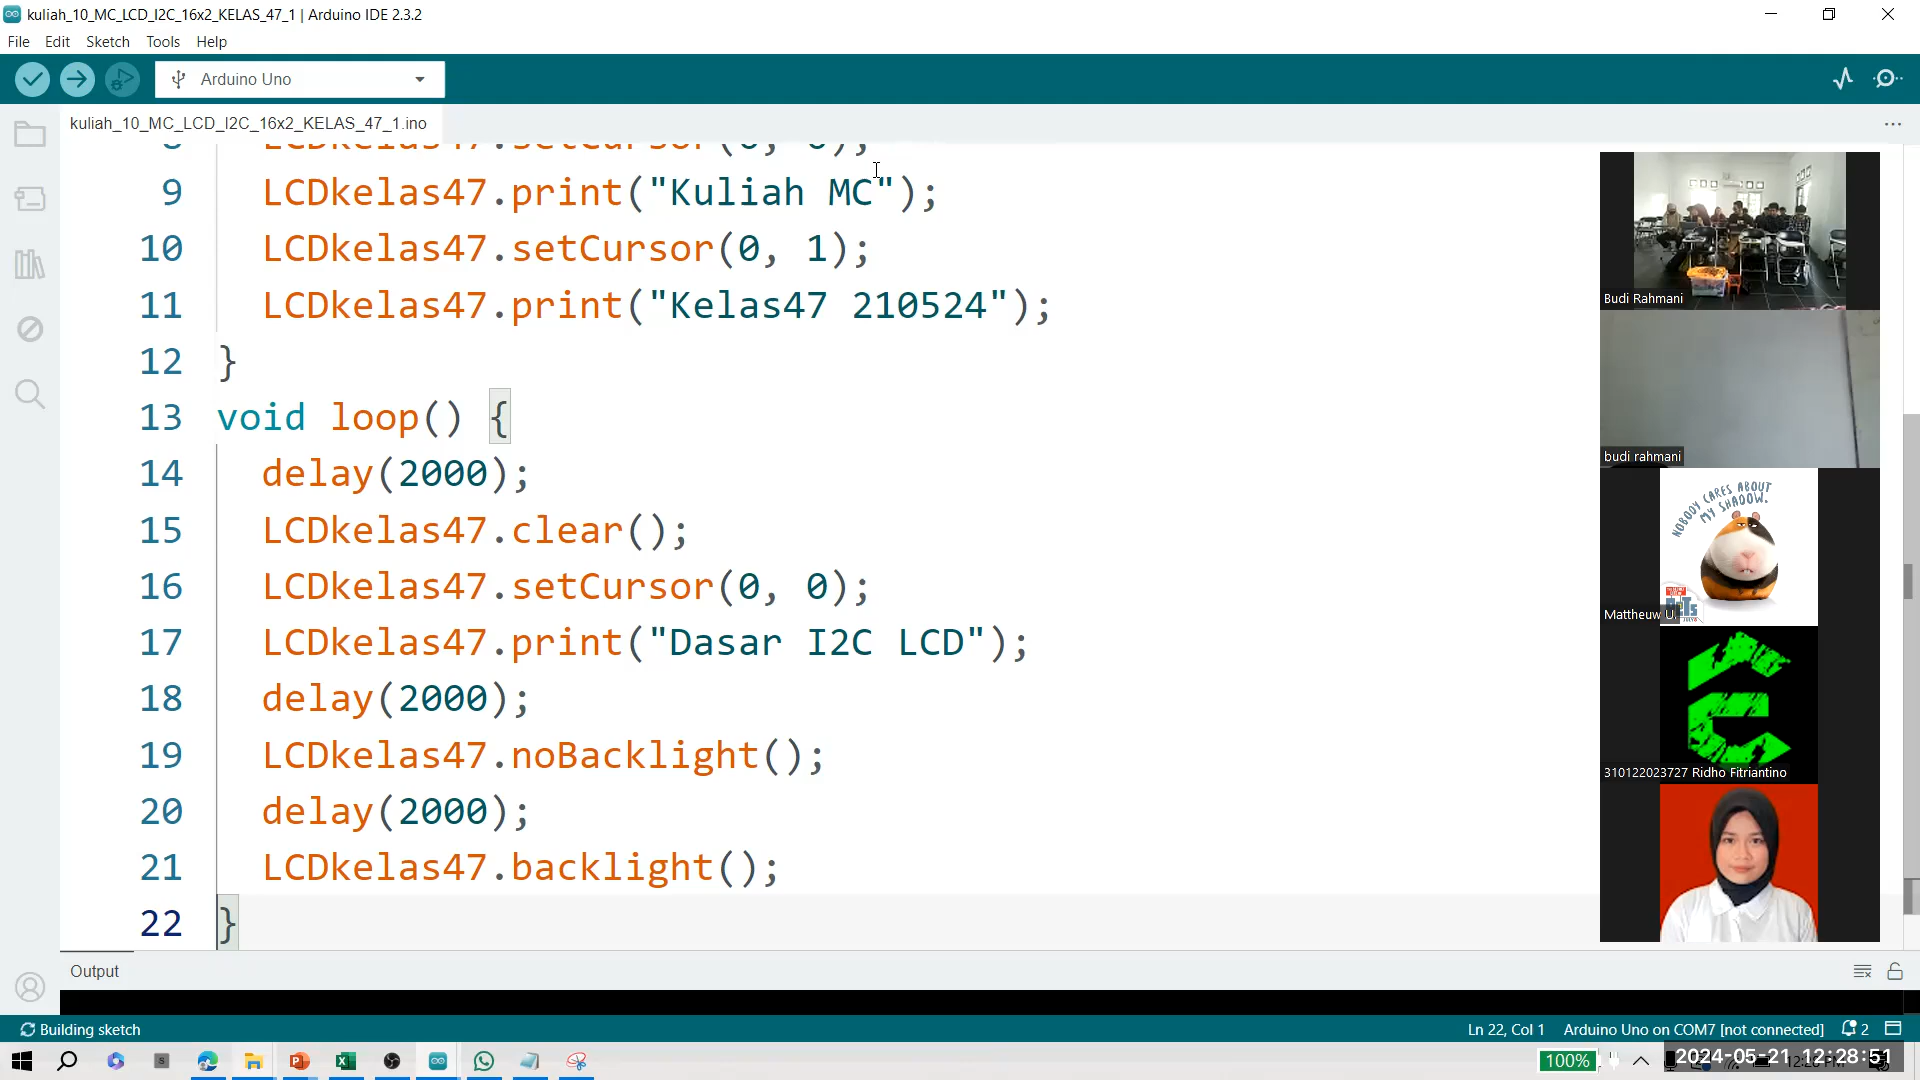 kuliah_10_MC_LCD_I2C_16x2_KELAS_47_1 | Arduino IDE 2.3.2
File Edit Sketch Tools Help
Arduino Uno
kuliah_10_MC_LCD_I2C_16x2_KELAS_47_1.ino
8 LCDkelas47.setCursor(0, 0);
9 LCDkelas47.print("Kuliah MC");
10 LCDkelas47.setCursor(0, 1);
11 LCDkelas47.print("Kelas47 210524");
12 }
13 void loop() {
14 delay(2000);
15 LCDkelas47.clear();
16 LCDkelas47.setCursor(0, 0);
17 LCDkelas47.print("Dasar I2C LCD");
18 delay(2000);
19 LCDkelas47.noBacklight();
20 delay(2000);
21 LCDkelas47.backlight();
22 }
Budi Rahmani
budi rahmani
NOBODY CARES ABOUT
MY SHADOW.
Mattheuw U.
310122023727 Ridho Fitriantino
Output
Building sketch
Ln 22, Col 1 Arduino Uno on COM7 [not connected] 2
100%
2024-05-21 12:28:51